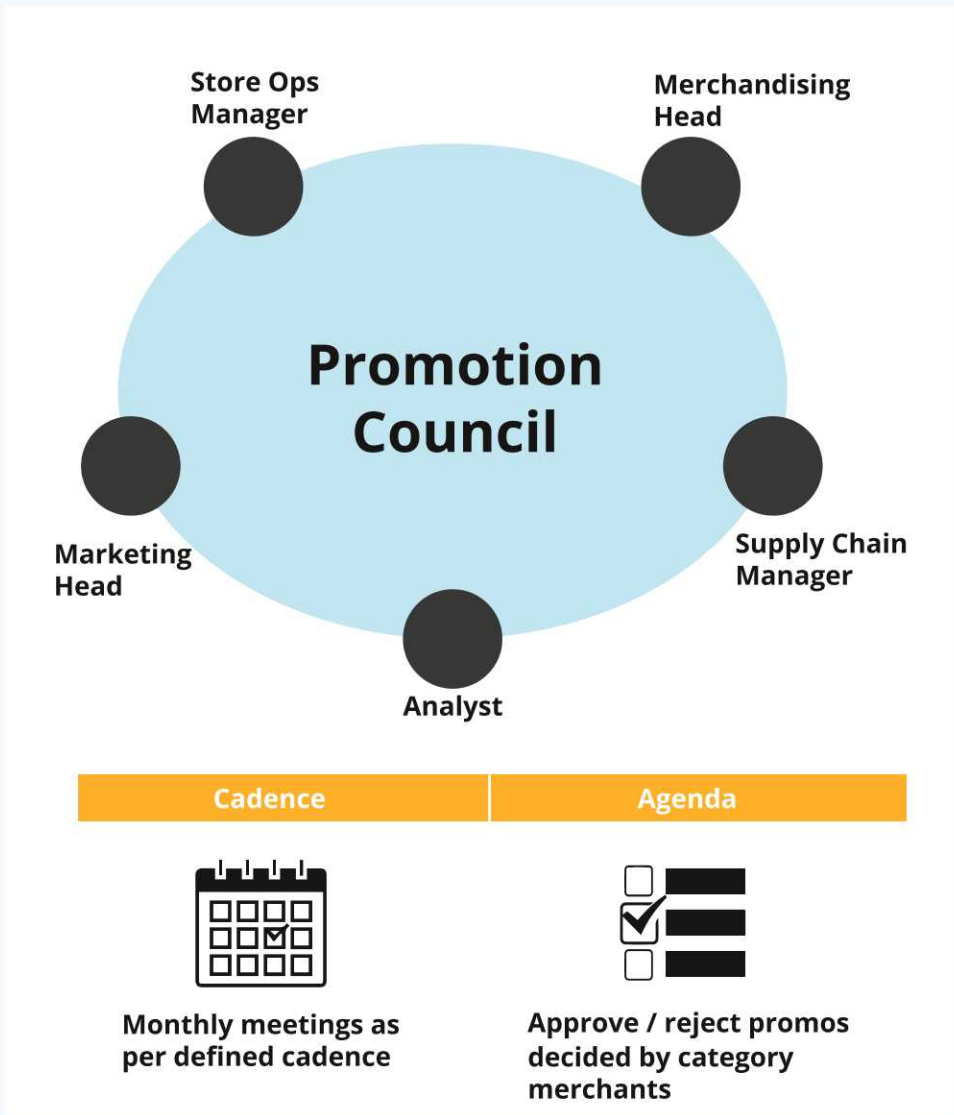 Store Ops
Manager
Merchandising
Head
Promotion
Council
Marketing
Head
Supply Chain
Manager
Analyst
Cadence
Agenda
Monthly meetings as
per defined cadence
Approve / reject promos
decided by category
merchants